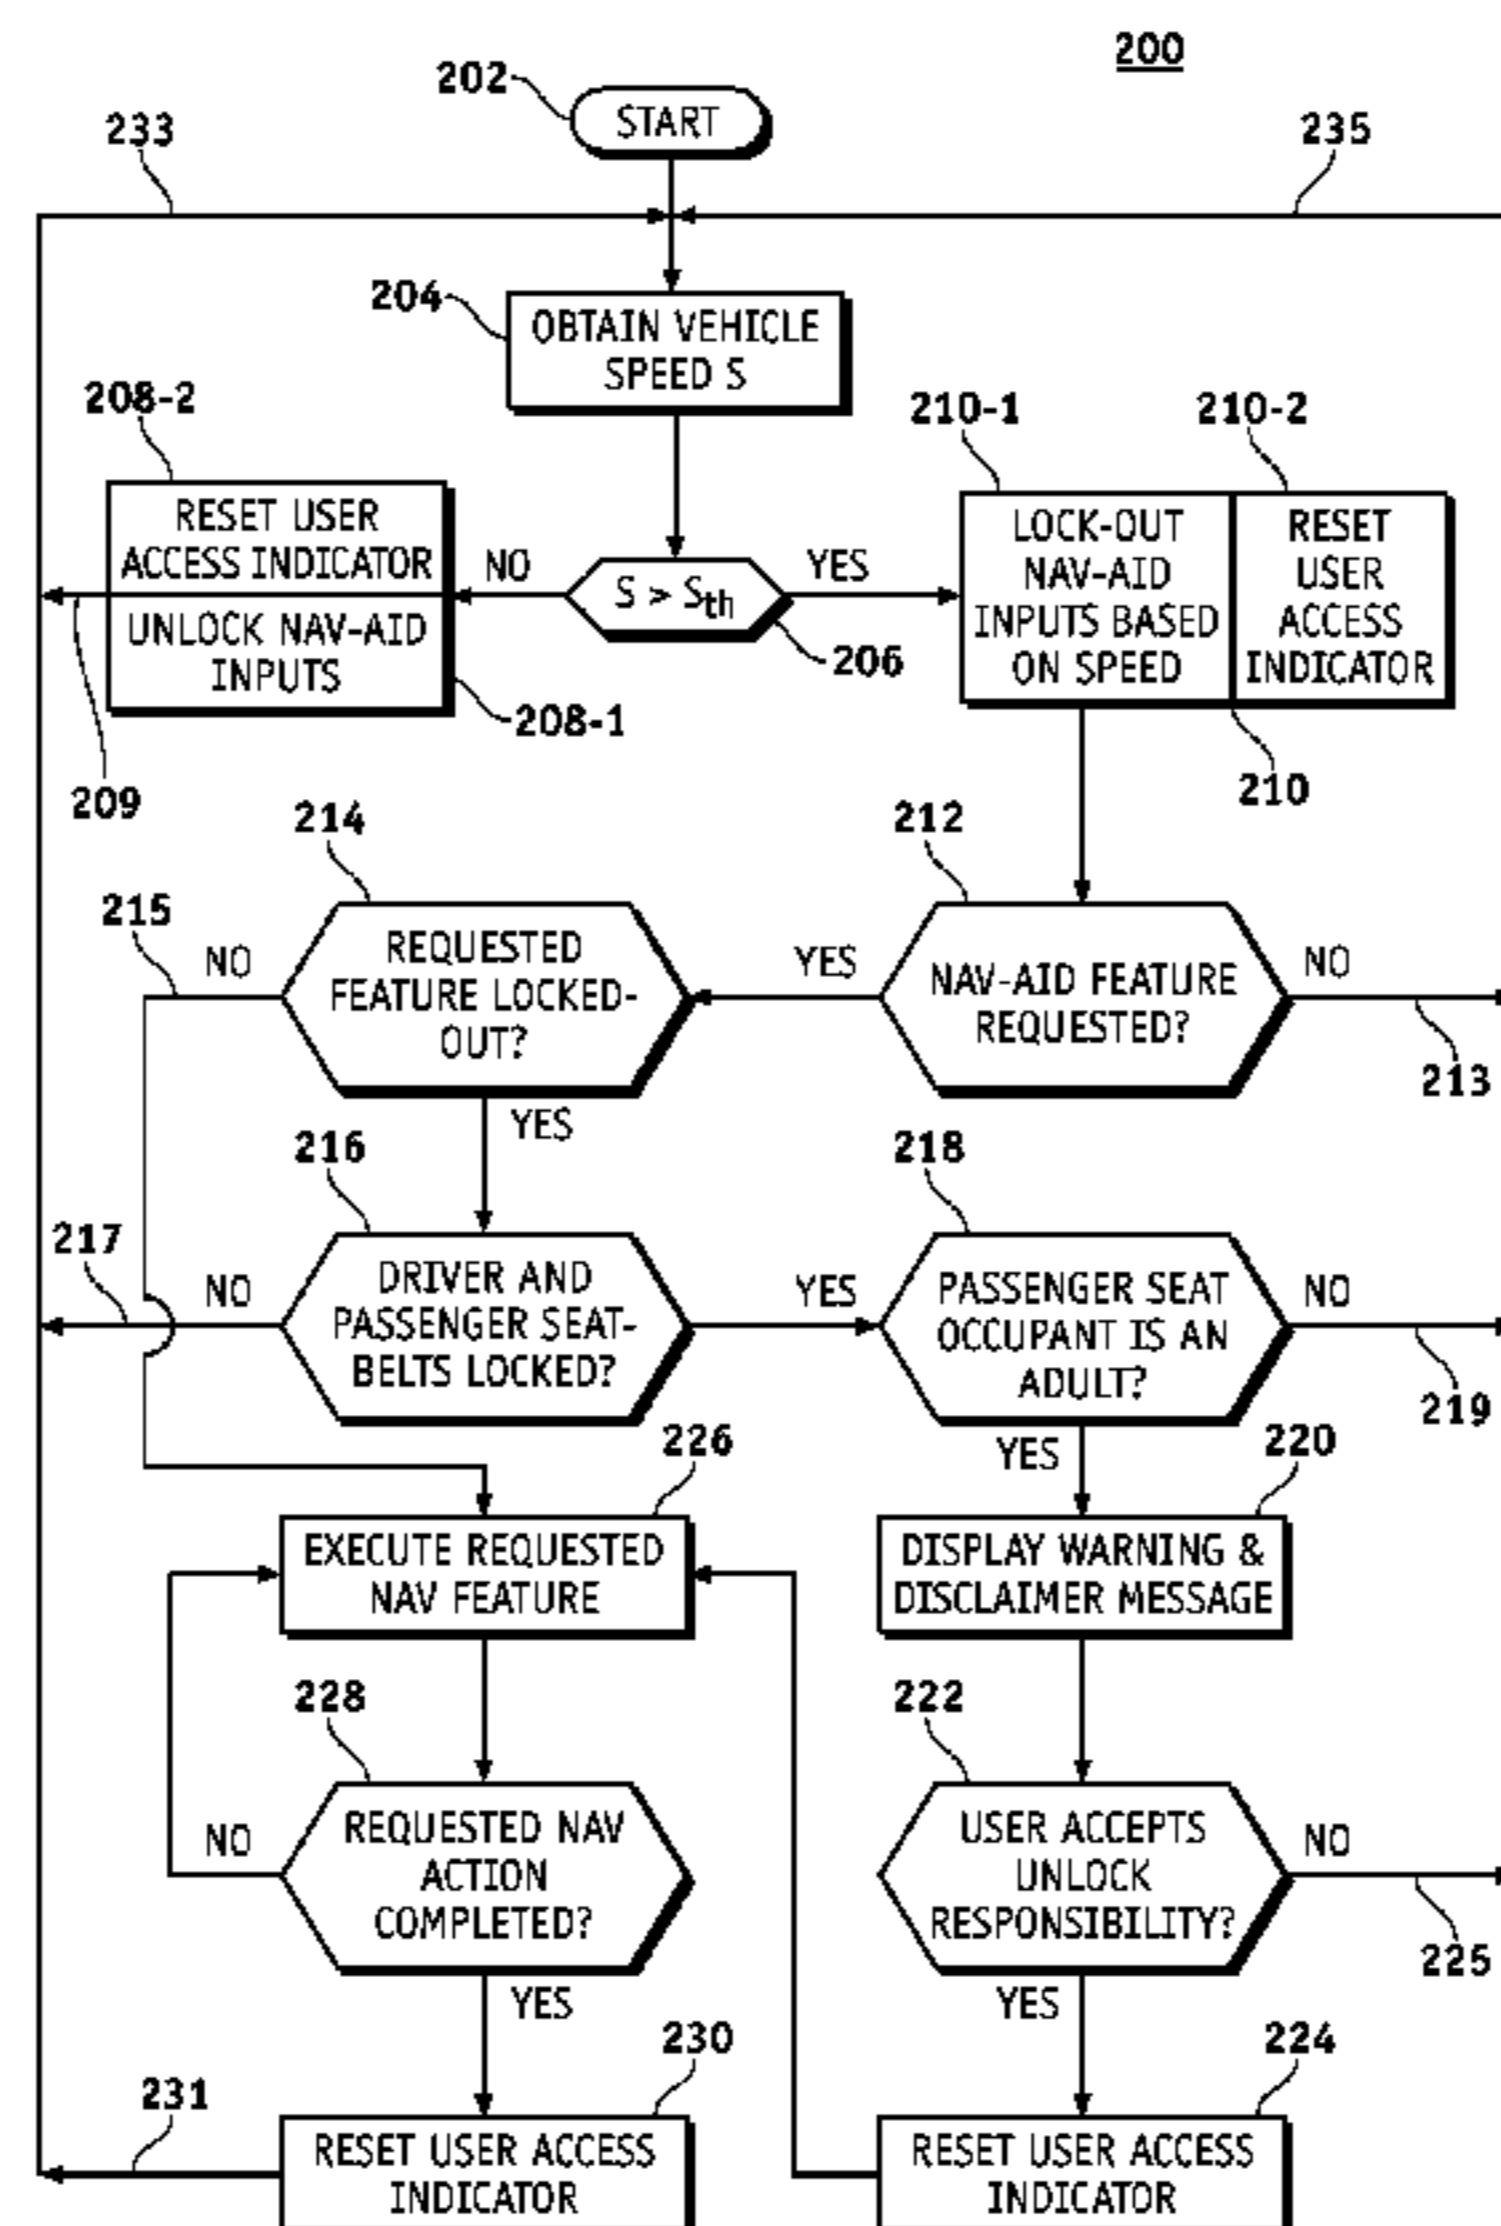 200
202
START
233
235
204
OBTAIN VEHICLE
SPEED S
208-2
210-1
210-2
RESET USER
ACCESS INDICATOR
UNLOCK NAV-AID
INPUTS
NO
S > Sth
YES
LOCK-OUT
NAV-AID
INPUTS BASED
ON SPEED
RESET
USER
ACCESS
INDICATOR
206
208-1
209
210
214
212
215
NO
REQUESTED
FEATURE LOCKED-
OUT?
YES
NAV-AID FEATURE
REQUESTED?
NO
213
YES
216
218
217
NO
DRIVER AND
PASSENGER SEAT-
BELTS LOCKED?
YES
PASSENGER SEAT
OCCUPANT IS AN
ADULT?
NO
219
226
YES
220
EXECUTE REQUESTED
NAV FEATURE
DISPLAY WARNING &
DISCLAIMER MESSAGE
228
222
NO
REQUESTED NAV
ACTION
COMPLETED?
USER ACCEPTS
UNLOCK
RESPONSIBILITY?
NO
225
YES
YES
230
224
231
RESET USER ACCESS
INDICATOR
RESET USER ACCESS
INDICATOR